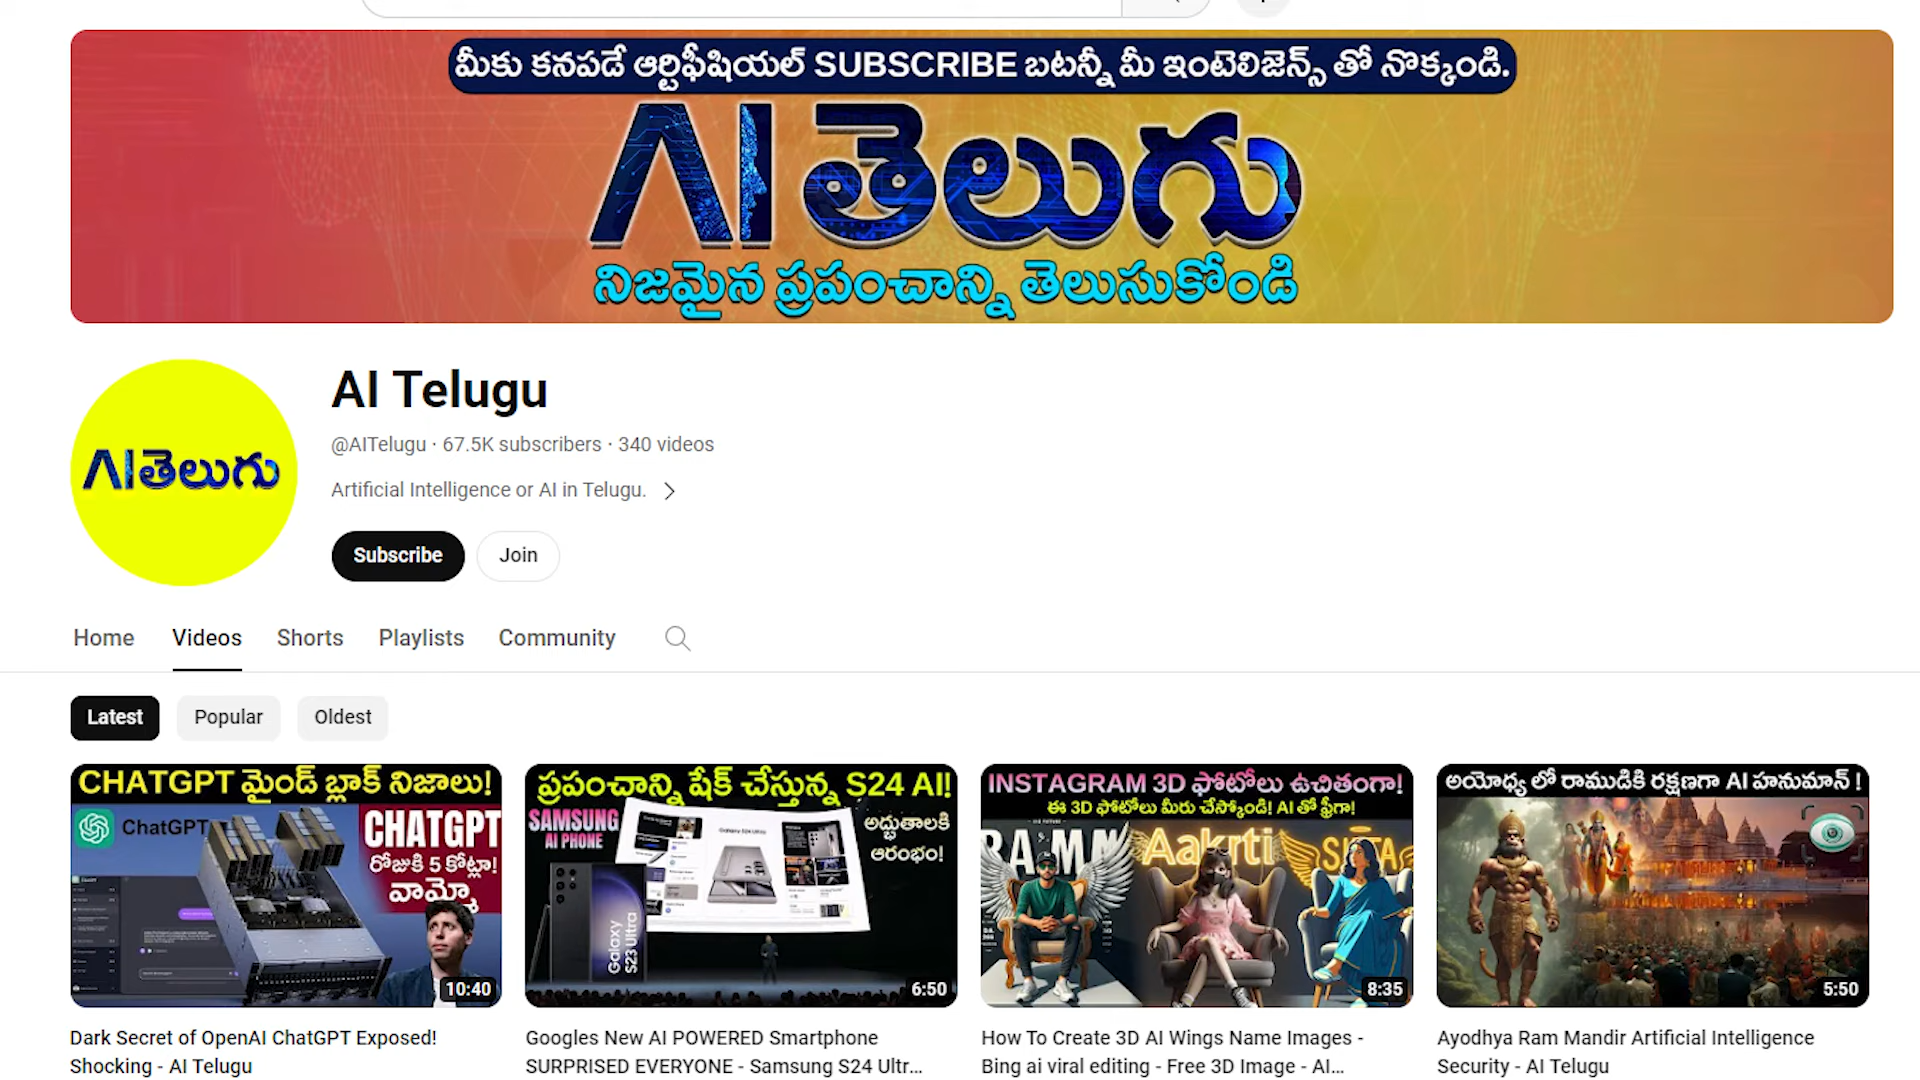 మీకు కనపడే ఆర్టిఫీషియల్ SUBSCRIBE బటన్నీ మీ ఇంటెలిజెన్స్ తో నొక్కండి.
AI తెలుగు
నిజమైన ప్రపంచాన్ని తెలుసుకోండి
AI తెలుగు
AI Telugu
@AITelugu · 67.5K subscribers · 340 videos
Artificial Intelligence or AI in Telugu.
Subscribe
Join
Home
Videos
Shorts
Playlists
Community
Latest
Popular
Oldest
CHATGPT మైండ్ బ్లాక్ నిజాలు!
ChatGPT
CHATGPT
రోజుకి 5 కోట్లా!
వామ్మో
10:40
Dark Secret of OpenAI ChatGPT Exposed!
Shocking - AI Telugu
ప్రపంచాన్ని షేక్ చేస్తున్న S24 AI!
SAMSUNG
AI PHONE
అద్భుతాలకి
ఆరంభం!
Galaxy
S23 Ultra
6:50
Googles New AI POWERED Smartphone
SURPRISED EVERYONE - Samsung S24 Ultr...
INSTAGRAM 3D ఫోటోలు ఉచితంగా!
ఈ 3D ఫోటోలు మీరు చేస్కోండి! AI తో ఫ్రీగా!
Aakrti
8:35
How To Create 3D AI Wings Name Images -
Bing ai viral editing - Free 3D Image - AI...
అయోధ్య లో రాముడికి రక్షణగా AI హనుమాన్ !
5:50
Ayodhya Ram Mandir Artificial Intelligence
Security - AI Telugu